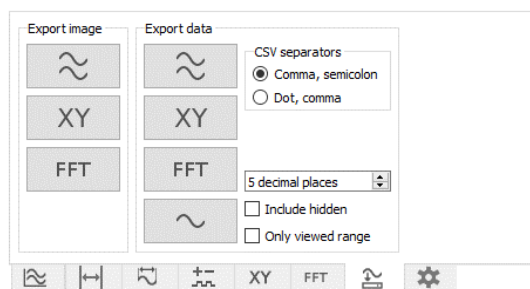 Export image
Export data
CSV separators
Comma, semicolon
Dot, comma
XY
XY
FFT
FFT
5 decimal places
Include hidden
Only viewed range
XY
FFT